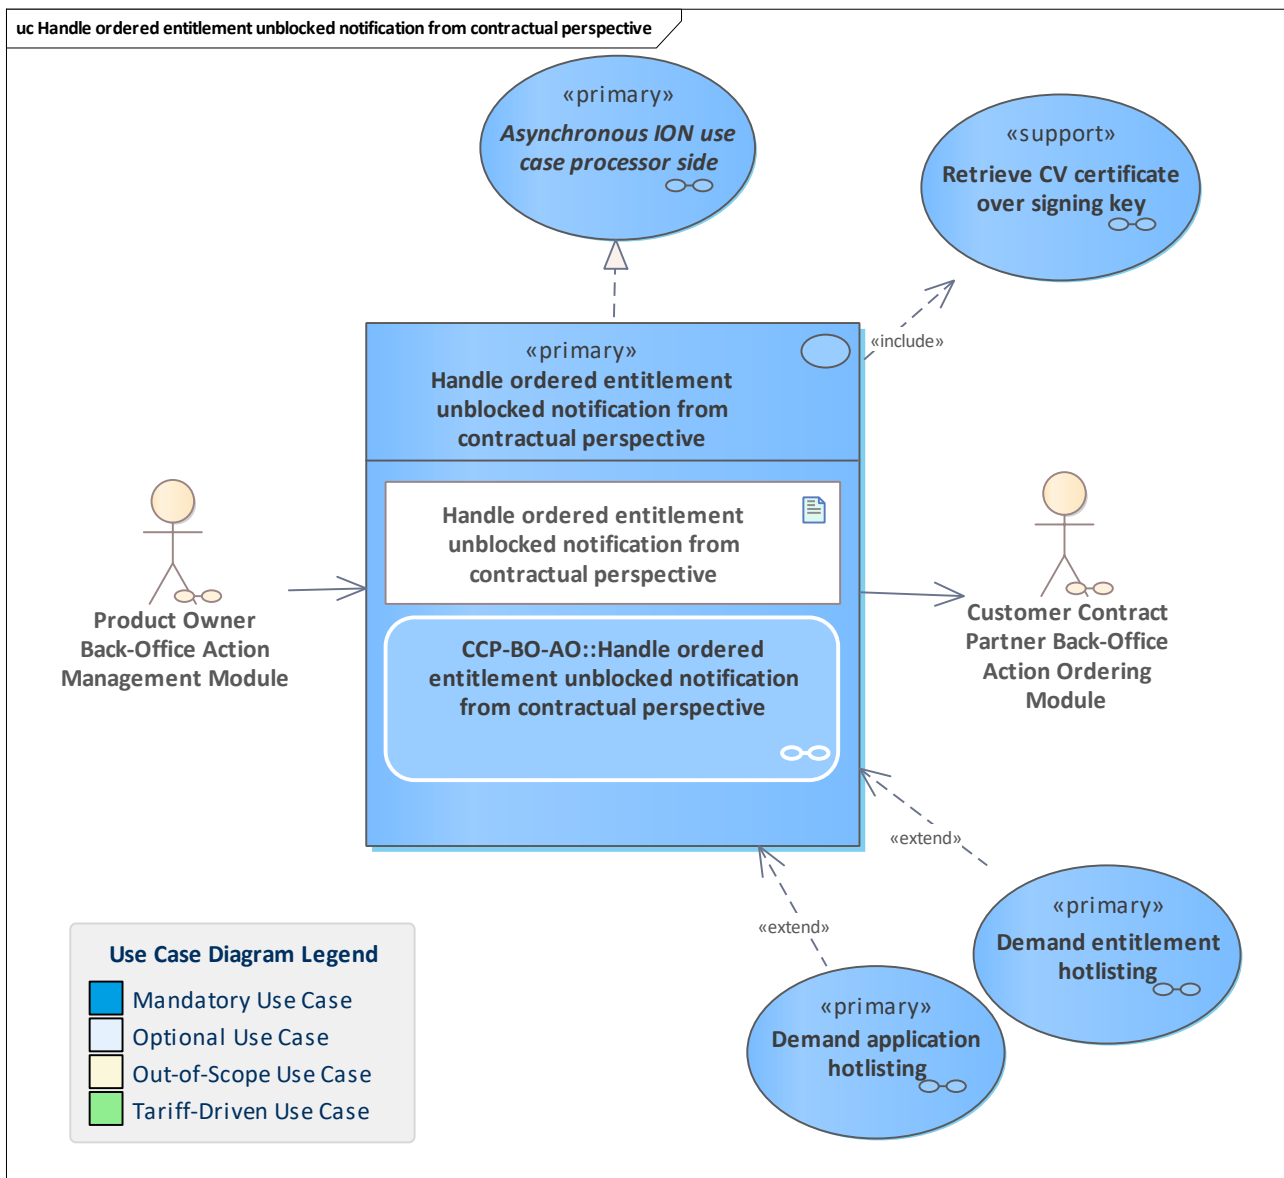 uc Handle ordered entitlement unblocked notification from contractual perspective
«primary»
Asynchronous ION use
case processor side
«support»
Retrieve CV certificate
over signing key
«include»
«primary»
Handle ordered entitlement
unblocked notification from
contractual perspective
Handle ordered entitlement
unblocked notification from
contractual perspective
CCP-BO-AO::Handle ordered
entitlement unblocked notification
from contractual perspective
Product Owner
Back-Office Action
Management Module
Customer Contract
Partner Back-Office
Action Ordering
Module
«extend»
«extend»
«primary»
Demand entitlement
hotlisting
«primary»
Demand application
hotlisting
Use Case Diagram Legend
Mandatory Use Case
Optional Use Case
Out-of-Scope Use Case
Tariff-Driven Use Case